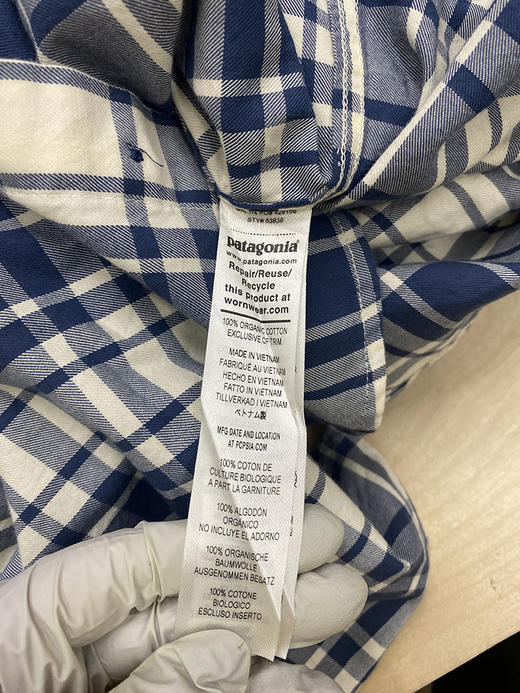 STY# 53838
patagonia®
www.patagonia.com
Repair/Reuse/
Recycle
this product at
wornwear.com
100% ORGANIC COTTON
EXCLUSIVE OF TRIM
MADE IN VIETNAM
FABRIQUÉ AU VIETNAM
HECHO EN VIETNAM
FATTO IN VIETNAM
TILLVERKAD I VIETNAM
ベトナム製
MFG DATE AND LOCATION
AT PCPSIA.COM
100% COTON DE
CULTURE BIOLOGIQUE
A PART LA GARNITURE
100% ALGODÓN
ORGÁNICO
NO INCLUYE EL ADORNO
100% ORGANISCHE
BAUMWOLLE
AUSGENOMMEN BESATZ
100% COTONE
BIOLOGICO
ESCLUSO INSERTO